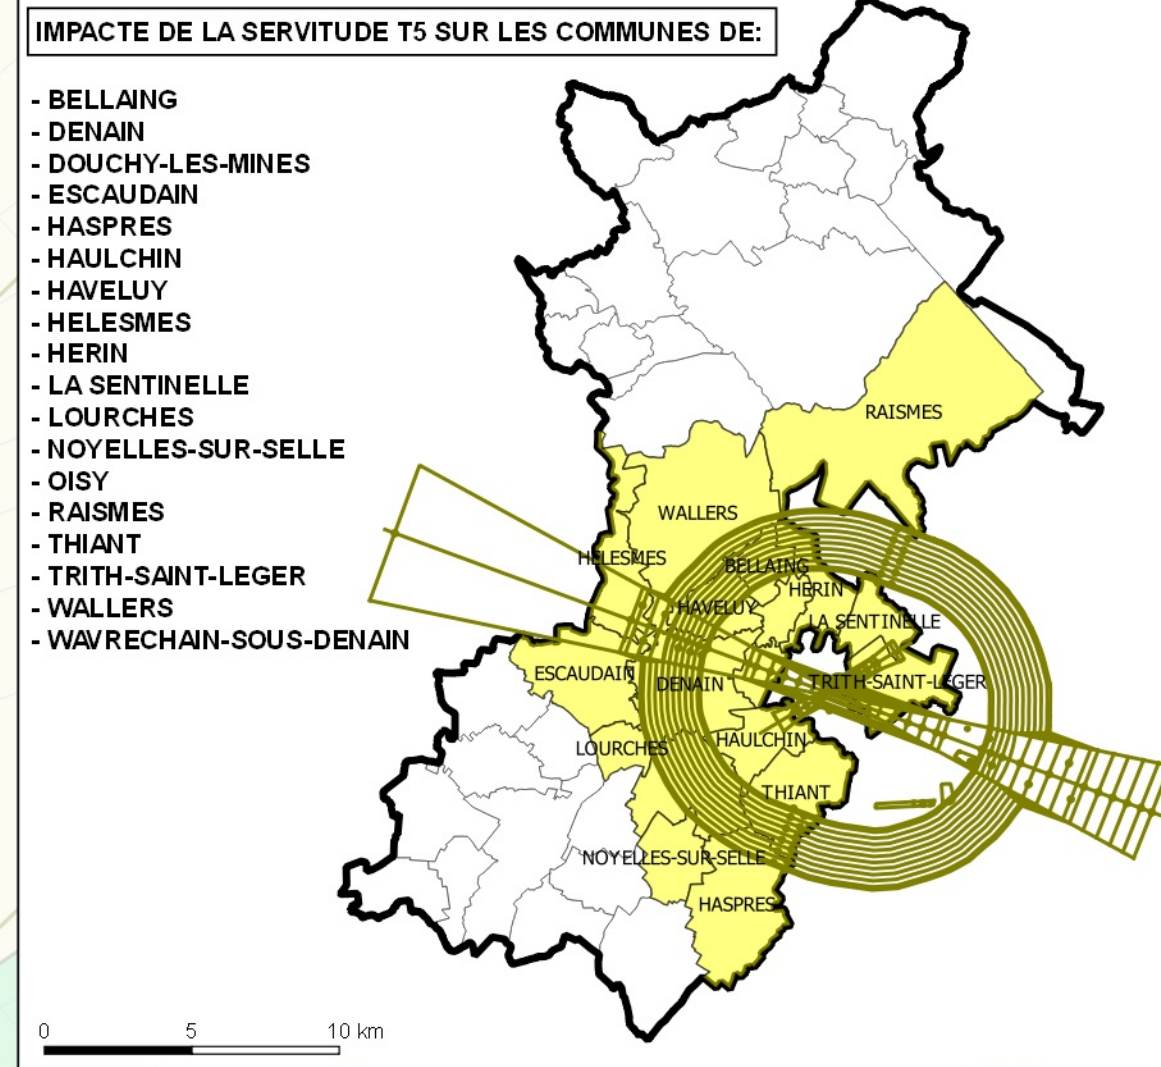 IMPACTE DE LA SERVITUDE T5 SUR LES COMMUNES DE:
- BELLAING
- DENAIN
- DOUCHY-LES-MINES
- ESCAUDAIN
- HASPRES
- HAULCHIN
- HAVELUY
- HELESMES
- HERIN
- LA SENTINELLE
- LOURCHES
- NOYELLES-SUR-SELLE
- OISY
- RAISMES
- THIANT
- TRITH-SAINT-LEGER
- WALLERS
- WAVRECHAIN-SOUS-DENAIN
RAISMES
WALLERS
HELESMES
BELLAING
HERIN
HAVELUY
LA SENTINELLE
ESCAUDAIN
DENAIN
TRITH-SAINT-LEGER
HAULCHIN
LOURCHES
THIANT
NOYELLES-SUR-SELLE
HASPRES
0 5 10 km